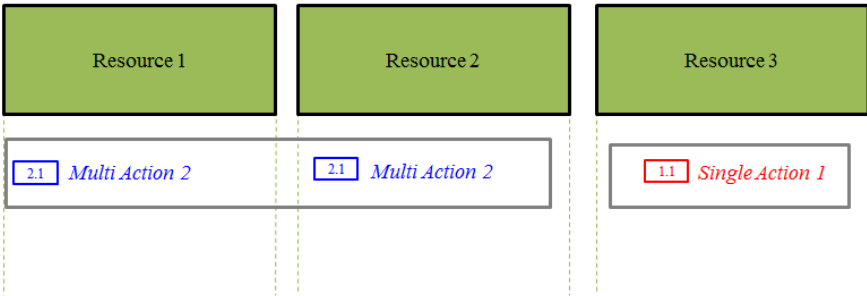 Resource 1
Resource 2
Resource 3
2.1 Multi Action 2
2.1 Multi Action 2
1.1 Single Action 1